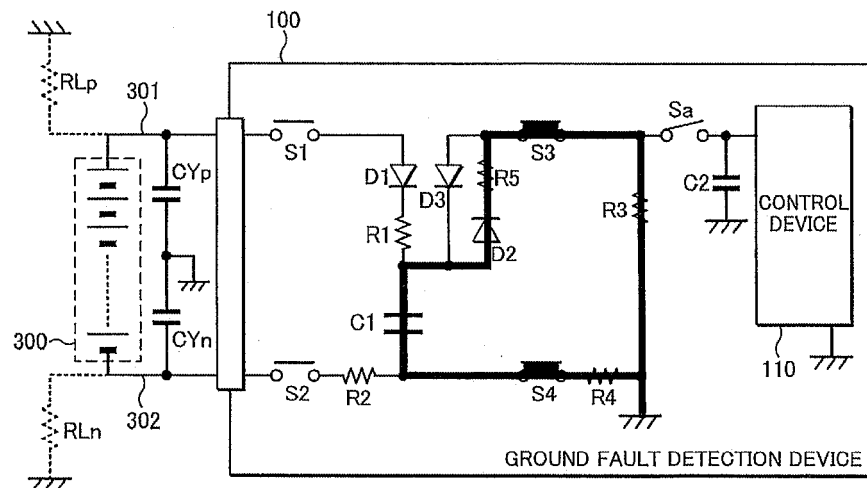 100
RLp
301
S1
Sa
CYp
D1
D3
R5
S3
C2
CONTROL
DEVICE
R1
D2
R3
300
CYn
C1
110
S2
R2
S4
R4
302
RLn
GROUND FAULT DETECTION DEVICE